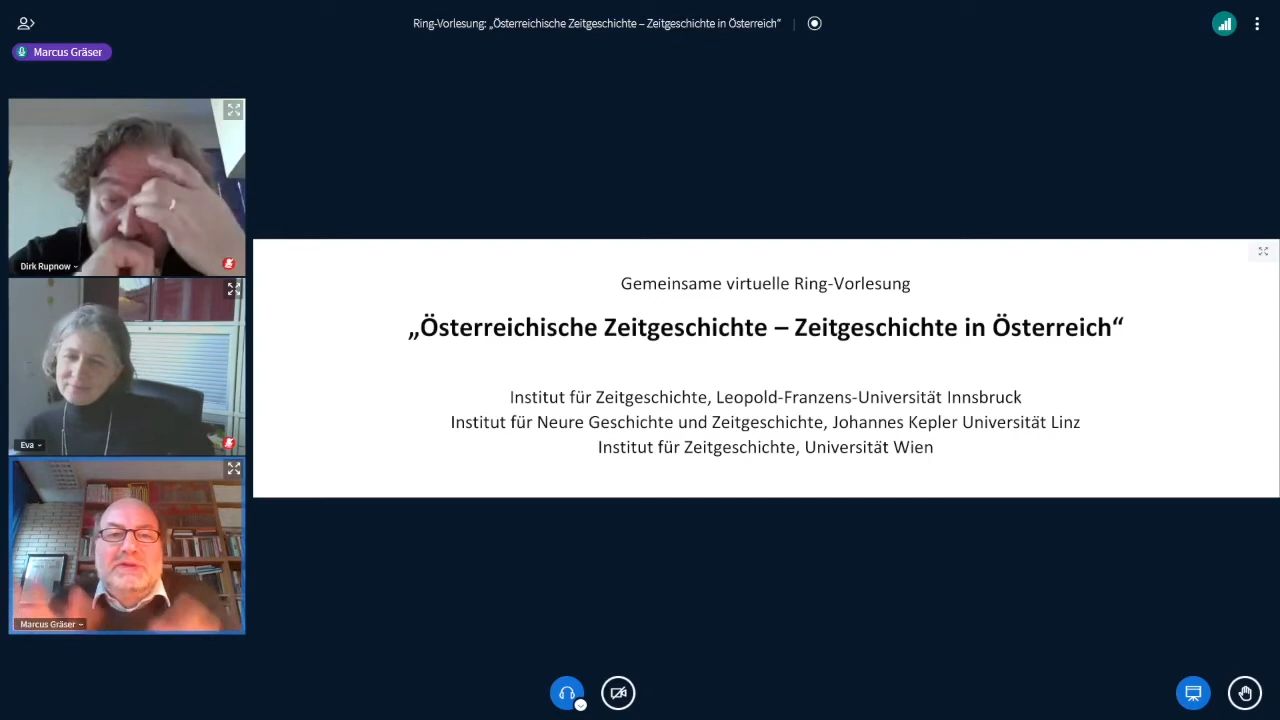 Ring-Vorlesung: „Österreichische Zeitgeschichte – Zeitgeschichte in Österreich“
Marcus Gräser
Dirk Rupnow
Eva
Marcus Gräser
Gemeinsame virtuelle Ring-Vorlesung
„Österreichische Zeitgeschichte – Zeitgeschichte in Österreich“
Institut für Zeitgeschichte, Leopold-Franzens-Universität Innsbruck
Institut für Neure Geschichte und Zeitgeschichte, Johannes Kepler Universität Linz
Institut für Zeitgeschichte, Universität Wien